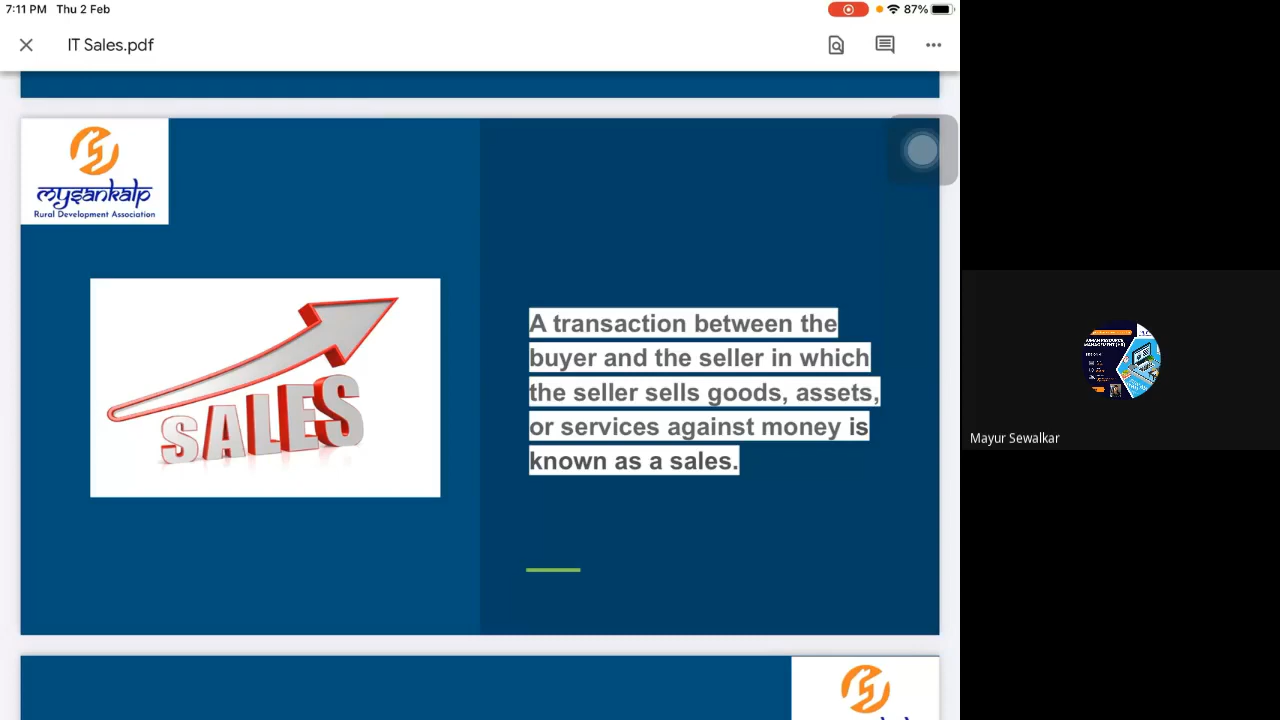 7:11 PM Thu 2 Feb
87%
IT Sales.pdf
mysankalp
Rural Development Association
SALES
A transaction between the
buyer and the seller in which
the seller sells goods, assets,
or services against money is
known as a sales.
Mayur Sewalkar